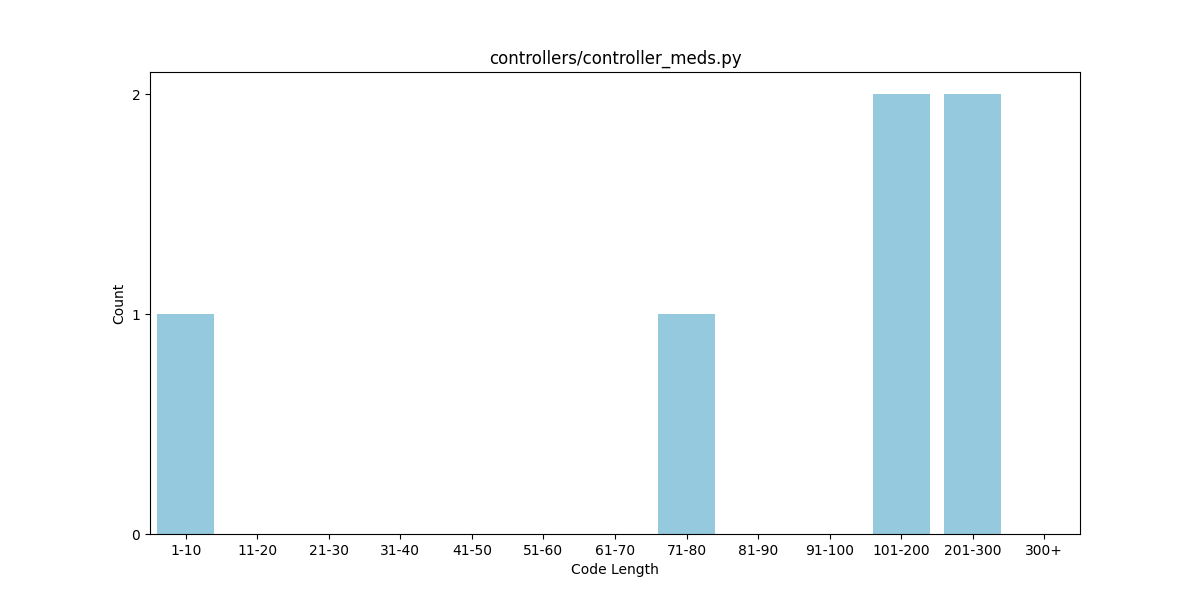 controllers/controller_meds.py
2
1
0
Count
1-10 11-20 21-30 31-40 41-50 51-60 61-70 71-80 81-90 91-100 101-200 201-300 300+
Code Length